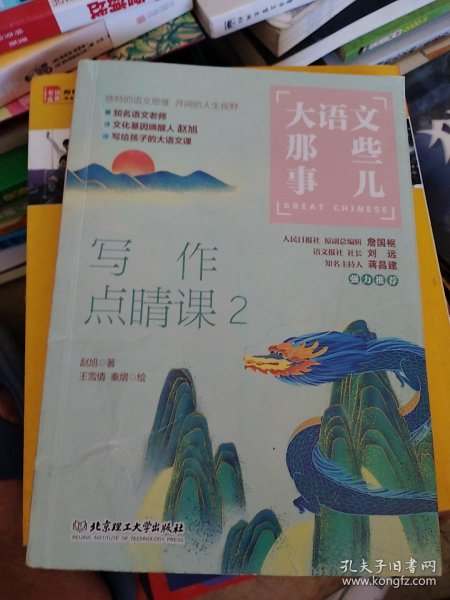 独特的语文思维 开阔的人生视野
知名语文老师
文化基因唤醒人 赵旭
写给孩子的大语文课
大语文
那些
事儿
GREAT CHINESE
人民日报社 原副总编辑 詹国枢
语文报社 社长 刘远
知名主持人 蒋昌建
强力推荐
写作
点睛课2
赵旭◎著
王雪倩 秦熠◎绘
北京理工大学出版社
BEIJING INSTITUTE OF TECHNOLOGY PRESS
孔夫子旧书网
www.kongfz.com